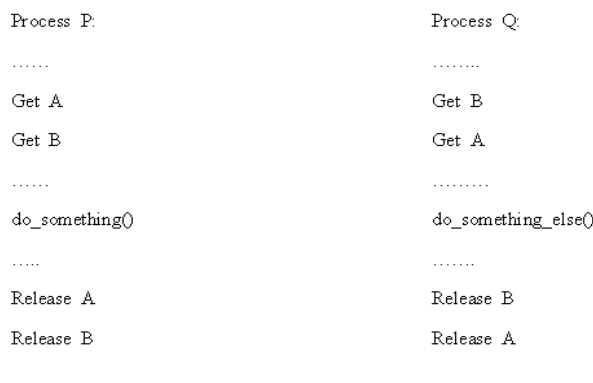 Process P:
……
Get A
Get B
……
do_something()
…..
Release A
Release B
Process Q:
……..
Get B
Get A
………
do_something_else()
…….
Release B
Release A